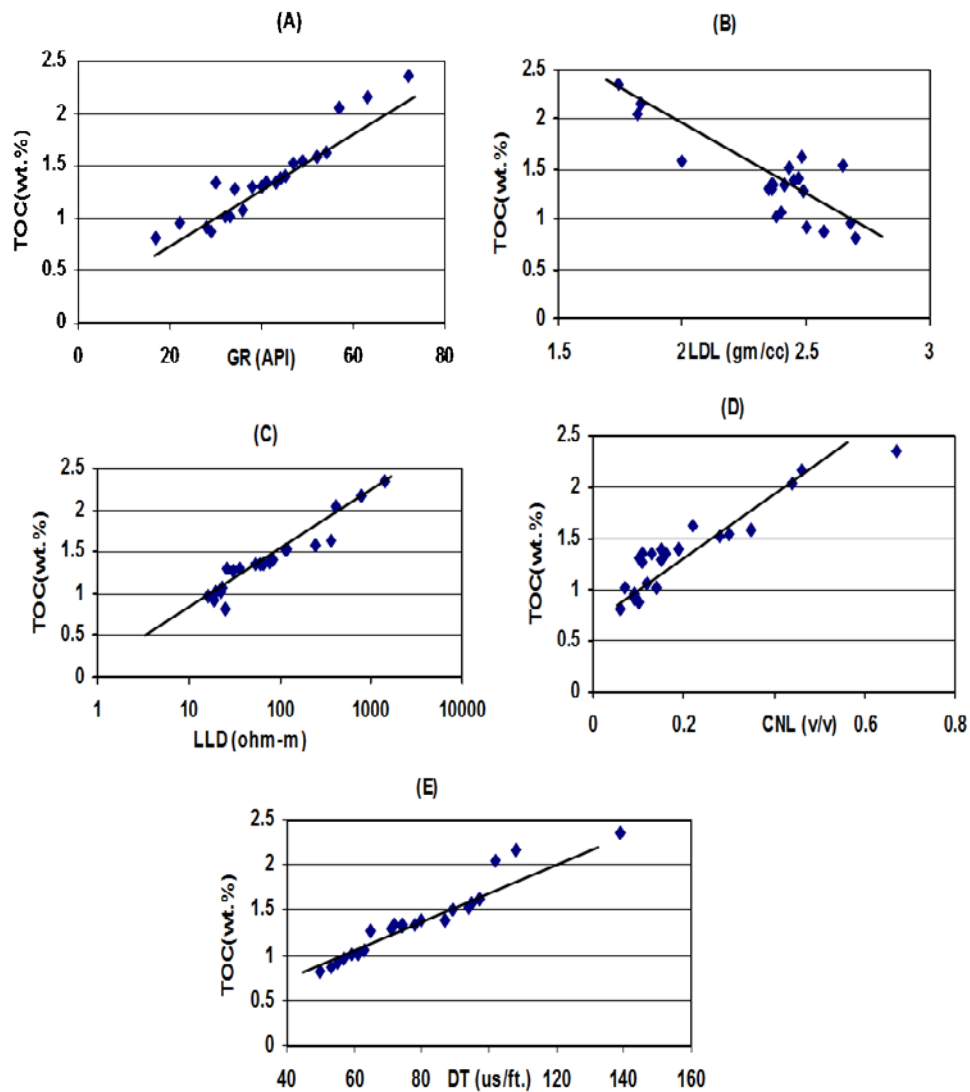 (A)
TOC(wt.%)
2.5
2
1.5
1
0.5
0
0 20 40 60 80
GR (API)
(B)
TOC(wt.%)
2.5
2
1.5
1
0.5
0
1.5 2 LDL (gm/cc) 2.5 3
(C)
TOC(wt.%)
2.5
2
1.5
1
0.5
0
1 10 100 1000 10000
LLD (ohm-m)
(D)
TOC(wt.%)
2.5
2
1.5
1
0.5
0
0 0.2 0.4 0.6 0.8
CNL (v/v)
(E)
TOC(wt.%)
2.5
2
1.5
1
0.5
0
40 60 80 DT (us/ft.) 120 140 160